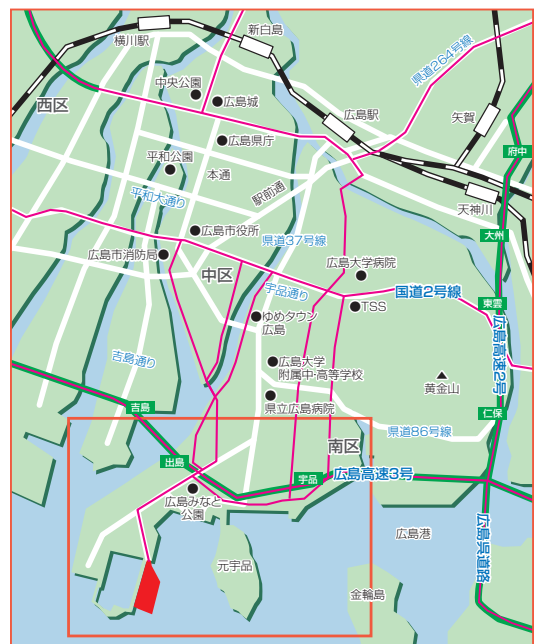 新白島
横川駅
県道264号線
中央公園
広島城
西区
広島駅
矢賀
広島県庁
府中
平和公園
本通
駅前通
平和大通り
天神川
広島市役所
大州
県道37号線
広島市消防局
広島大学病院
中区
宇品通り
国道2号線
東雲
TSS
ゆめタウン
広島
広島高速2号
吉島通り
広島大学
附属中・高等学校
黄金山
県立広島病院
吉島
仁保
県道86号線
南区
出島
広島高速3号
宇品
広島みなと
公園
広島港
広島呉道路
元宇品
金輪島